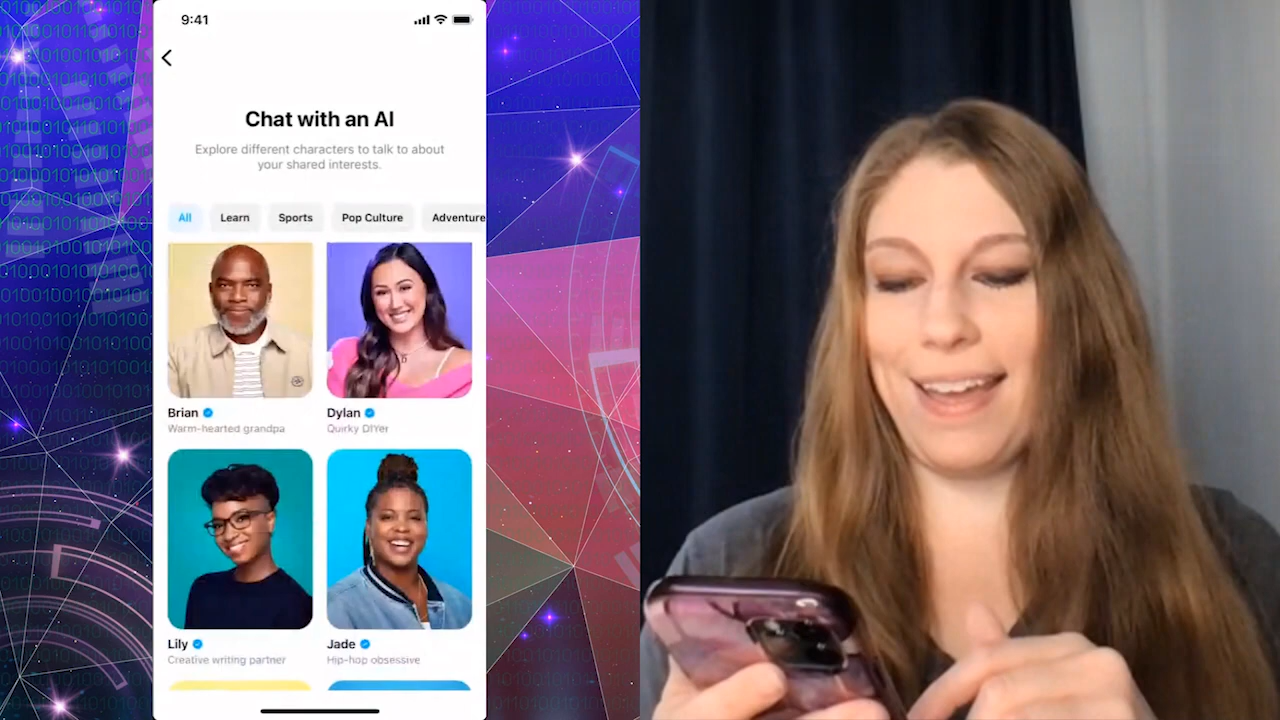 9:41
Chat with an AI
Explore different characters to talk to about
your shared interests.
All Learn Sports Pop Culture Adventure
Brian Dylan
Warm-hearted grandpa Quirky DIYer
Lily Jade
Creative writing partner Hip-hop obsessive